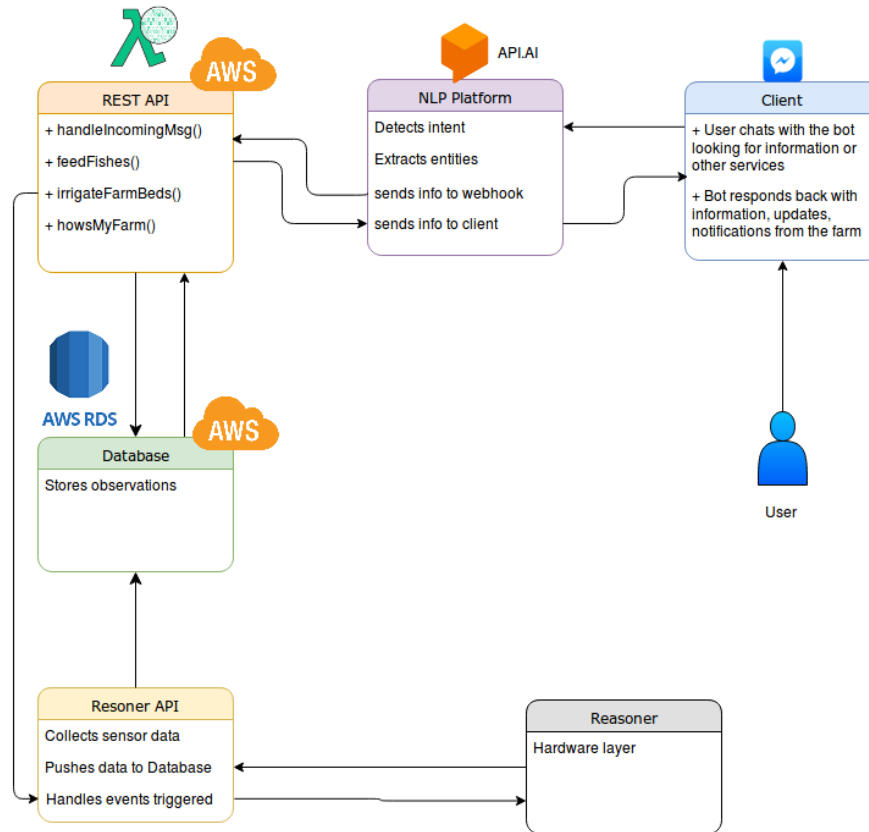 API.AI
AWS
REST API
+ handleIncomingMsg()
+ feedFishes()
+ irrigateFarmBeds()
+ howsMyFarm()
NLP Platform
Detects intent
Extracts entities
sends info to webhook
sends info to client
Client
+ User chats with the bot
looking for information or
other services
+ Bot responds back with
information, updates,
notifications from the farm
AWS RDS
AWS
Database
Stores observations
User
Resoner API
Collects sensor data
Pushes data to Database
Handles events triggered
Reasoner
Hardware layer